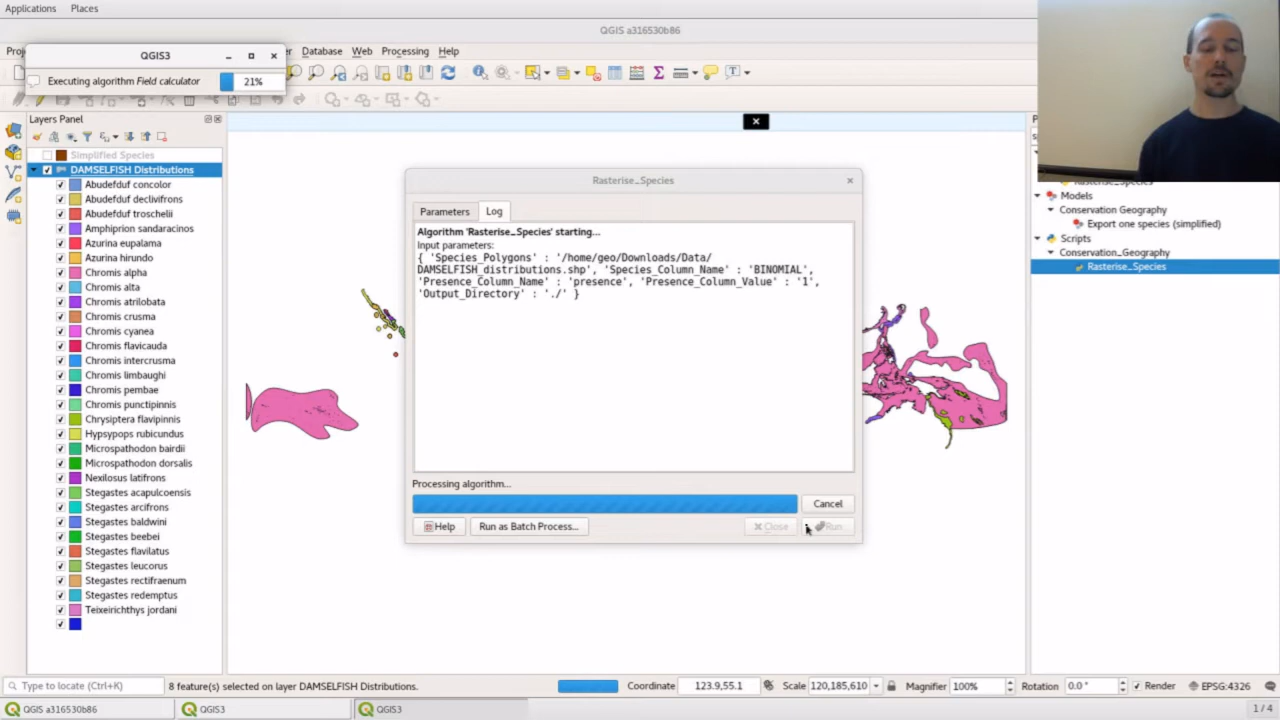 Applications Places
QGIS a316530b86
QGIS3
Executing algorithm Field calculator 21%
Database Web Processing Help
Layers Panel
Simplified Species
DAMSELFISH Distributions
Abudefduf concolor
Abudefduf declivifrons
Abudefduf troschelii
Amphiprion sandaracinos
Azurina eupalama
Azurina hirundo
Chromis alpha
Chromis alta
Chromis atrilobata
Chromis crusma
Chromis cyanea
Chromis flavicauda
Chromis intercrusma
Chromis limbaughi
Chromis pembae
Chromis punctipinnis
Chrysiptera flavipinnis
Hypsypops rubicundus
Microspathodon bairdii
Microspathodon dorsalis
Nexilosus latifrons
Stegastes acapulcoensis
Stegastes arcifrons
Stegastes baldwini
Stegastes beebei
Stegastes flavilatus
Stegastes leucorus
Stegastes rectifraenum
Stegastes redemptus
Teixeirichthys jordani
Rasterise_Species
Parameters Log
Algorithm 'Rasterise_Species' starting...
Input parameters:
{ 'Species_Polygons' : '/home/geo/Downloads/Data/
DAMSELFISH_distributions.shp', 'Species_Column_Name' : 'BINOMIAL',
'Presence_Column_Name' : 'presence', 'Presence_Column_Value' : '1',
'Output_Directory' : './' }
Processing algorithm...
Cancel
Help Run as Batch Process... Close Run
Rasterise_Species
Models
Conservation Geography
Export one species (simplified)
Scripts
Conservation_Geography
Rasterise_Species
Type to locate (Ctrl+K) 8 feature(s) selected on layer DAMSELFISH Distributions. Coordinate 123.9,55.1 Scale 120,185,610 Magnifier 100% Rotation 0.0 ° Render EPSG:4326
QGIS a316530b86 QGIS3 QGIS3 1 / 4